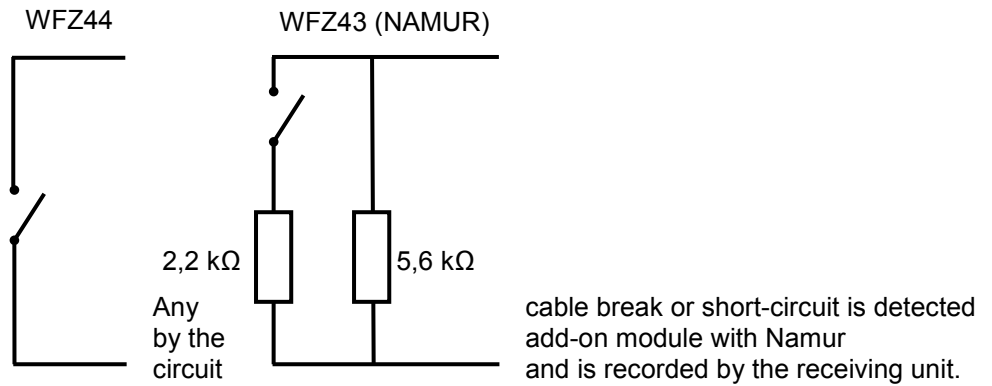 WFZ44
WFZ43 (NAMUR)
2,2 kΩ
5,6 kΩ
Any cable break or short-circuit is detected
by the add-on module with Namur
circuit and is recorded by the receiving unit.